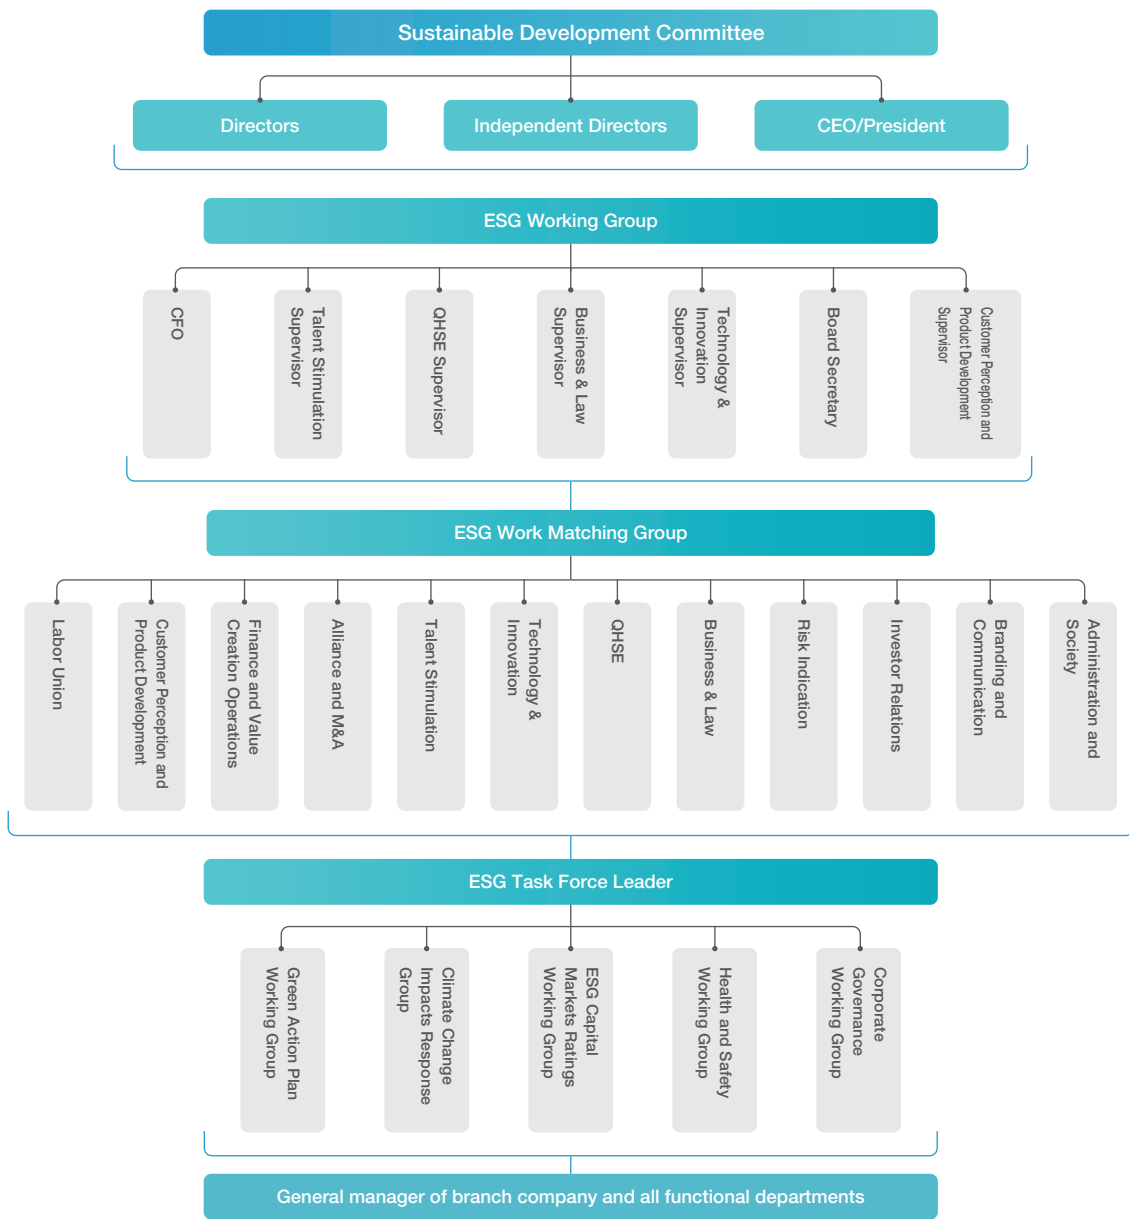 Sustainable Development Committee
Directors
Independent Directors
CEO/President
ESG Working Group
CFO
Talent Stimulation
Supervisor
QHSE Supervisor
Business & Law
Supervisor
Technology &
Innovation
Supervisor
Board Secretary
Customer Perception and
Product Development
Supervisor
ESG Work Matching Group
Labor Union
Customer Perception and
Product Development
Finance and Value
Creation Operations
Alliance and M&A
Talent Stimulation
Technology &
Innovation
QHSE
Business & Law
Risk Indication
Investor Relations
Branding and
Communication
Administration and
Society
ESG Task Force Leader
Green Action Plan
Working Group
Climate Change
Impacts Response
Group
ESG Capital
Markets Ratings
Working Group
Health and Safety
Working Group
Corporate
Governance
Working Group
General manager of branch company and all functional departments